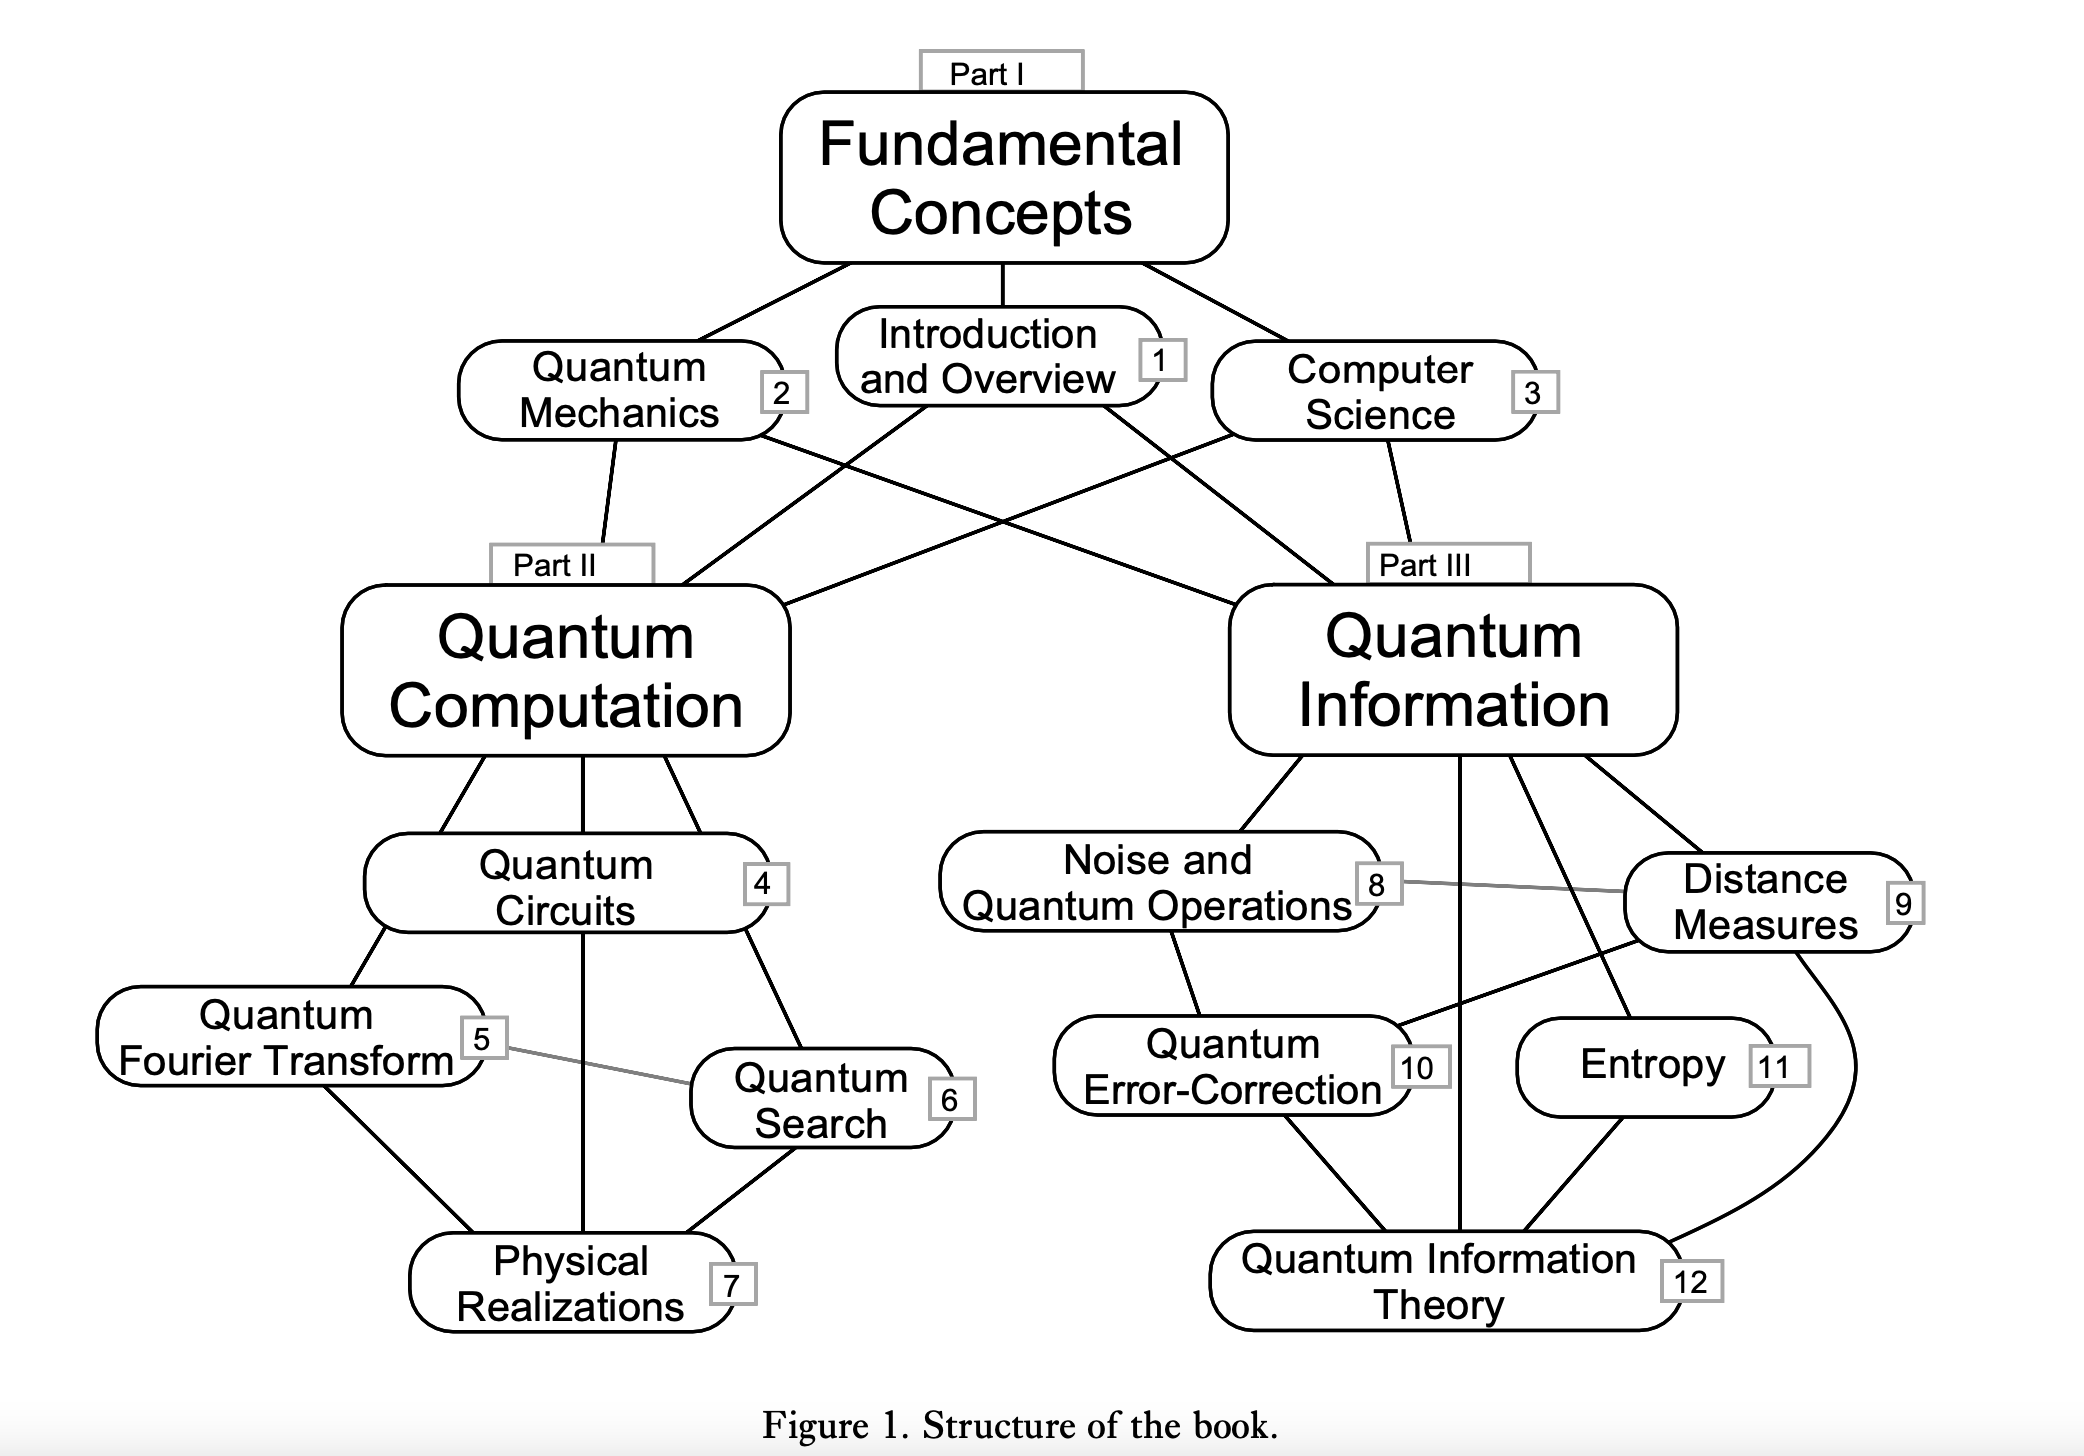 Part I
Fundamental
Concepts
Quantum
Mechanics
2
Introduction
and Overview
1
Computer
Science
3
Part II
Quantum
Computation
Part III
Quantum
Information
Quantum
Circuits
4
Quantum
Fourier Transform
5
Quantum
Search
6
Physical
Realizations
7
Noise and
Quantum Operations
8
Distance
Measures
9
Quantum
Error-Correction
10
Entropy
11
Quantum Information
Theory
12
Figure 1. Structure of the book.